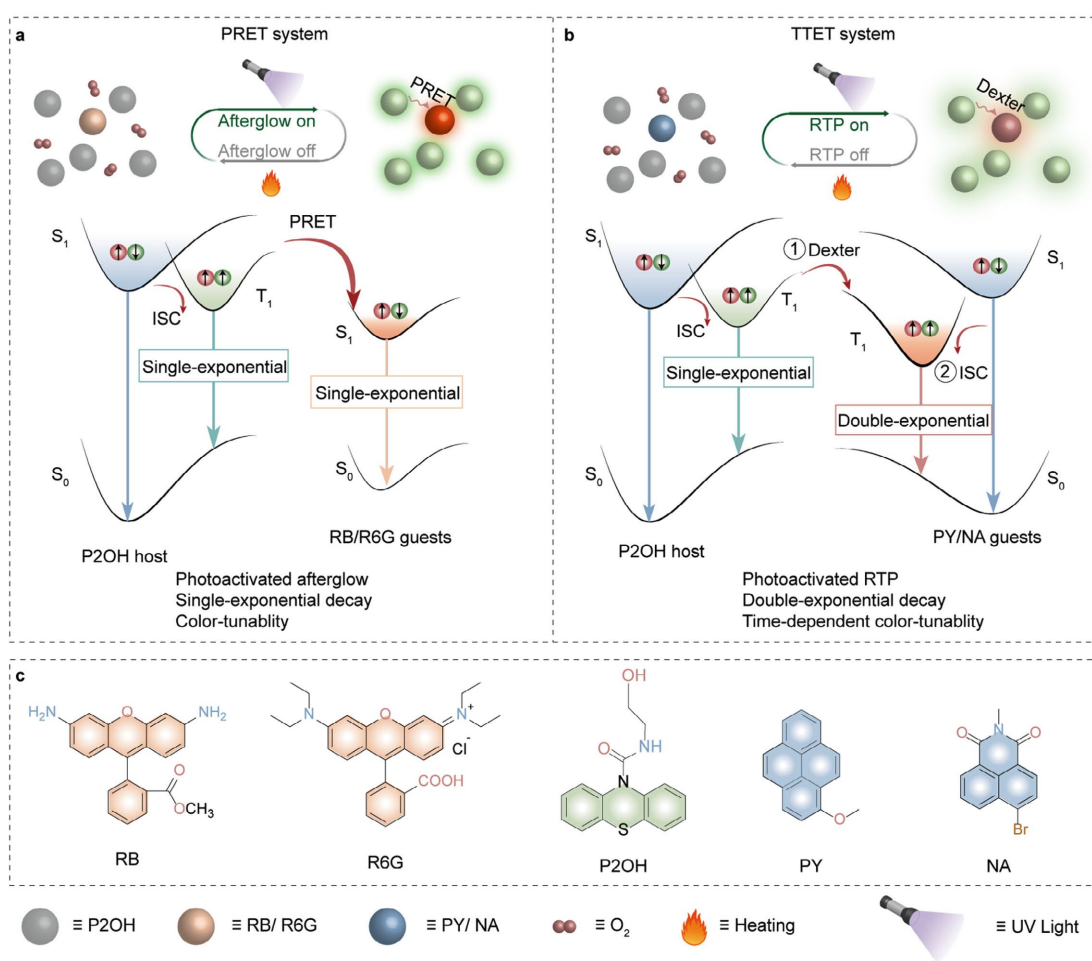 a
PRET system
PRET
Afterglow on
Afterglow off
S1
ISC
T1
PRET
S1
Single-exponential
Single-exponential
S0
P2OH host
RB/R6G guests
Photoactivated afterglow
Single-exponential decay
Color-tunablity
b
TTET system
Dexter
RTP on
RTP off
S1
ISC
T1
① Dexter
S1
T1
② ISC
Single-exponential
Double-exponential
S0
S0
P2OH host
PY/NA guests
Photoactivated RTP
Double-exponential decay
Time-dependent color-tunablity
c
H2N
O
NH2
O
O
CH3
RB
N
O
N+
Cl-
COOH
R6G
OH
O
NH
N
S
P2OH
O
PY
O
N
O
Br
NA
≡ P2OH
≡ RB/ R6G
≡ PY/ NA
≡ O2
≡ Heating
≡ UV Light